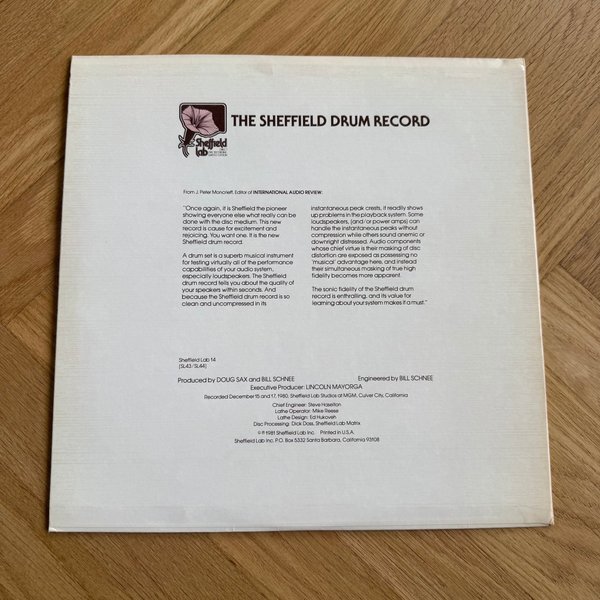 Sheffield
lab
THE SHEFFIELD DRUM RECORD
From J. Peter Moncrieff, Editor of INTERNATIONAL AUDIO REVIEW:
"Once again, it is Sheffield the pioneer
showing everyone else what really can be
done with the disc medium. This new
record is cause for excitement and
rejoicing. You want one. It is the new
Sheffield drum record.
A drum set is a superb musical instrument
for testing virtually all of the performance
capabilities of your audio system,
especially loudspeakers. The Sheffield
drum record tells you about the quality of
your speakers within seconds. And
because the Sheffield drum record is so
clean and uncompressed in its
instantaneous peak crests, it readily shows
up problems in the playback system. Some
loudspeakers, (and/or power amps) can
handle the instantaneous peaks without
compression while others sound anemic or
downright distressed. Audio components
whose chief virtue is their masking of disc
distortion are exposed as possessing no
'musical' advantage here, and instead
their simultaneous masking of true high
fidelity becomes more apparent.
The sonic fidelity of the Sheffield drum
record is enthralling, and its value for
learning about your system makes it a must."
Sheffield Lab 14
(SL43/SL44)
Produced by DOUG SAX and BILL SCHNEE
Engineered by BILL SCHNEE
Executive Producer: LINCOLN MAYORGA
Recorded December 15 and 17, 1980, Sheffield Lab Studios at MGM, Culver City, California
Chief Engineer: Steve Haselton
Lathe Operator: Mike Reese
Lathe Design: Ed Hukoveh
Disc Processing: Dick Doss, Sheffield Lab Matrix
© ℗ 1981 Sheffield Lab Inc. Printed in U.S.A.
Sheffield Lab Inc. P.O. Box 5332 Santa Barbara, California 93108